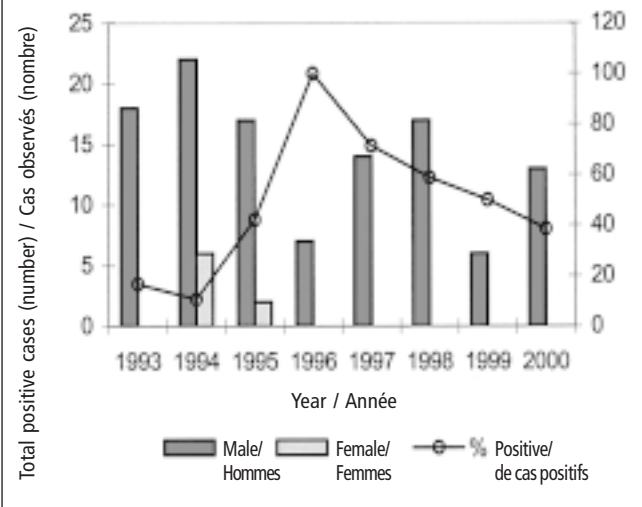 Total positive cases (number) / Cas observés (nombre)
25
20
15
10
5
0
120
100
80
60
40
20
0
1993 1994 1995 1996 1997 1998 1999 2000
Year / Année
Male/ Female/ % Positive/
Hommes Femmes de cas positifs